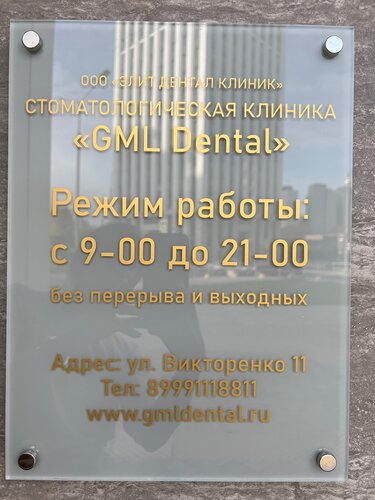 ООО «ЭЛИТ ДЕНТАЛ КЛИНИК»
СТОМАТОЛОГИЧЕСКАЯ КЛИНИКА
«GML Dental»
Режим работы:
с 9-00 до 21-00
без перерыва и выходных
Адрес: ул. Викторенко 11
Тел: 89991118811
www.gmldental.ru